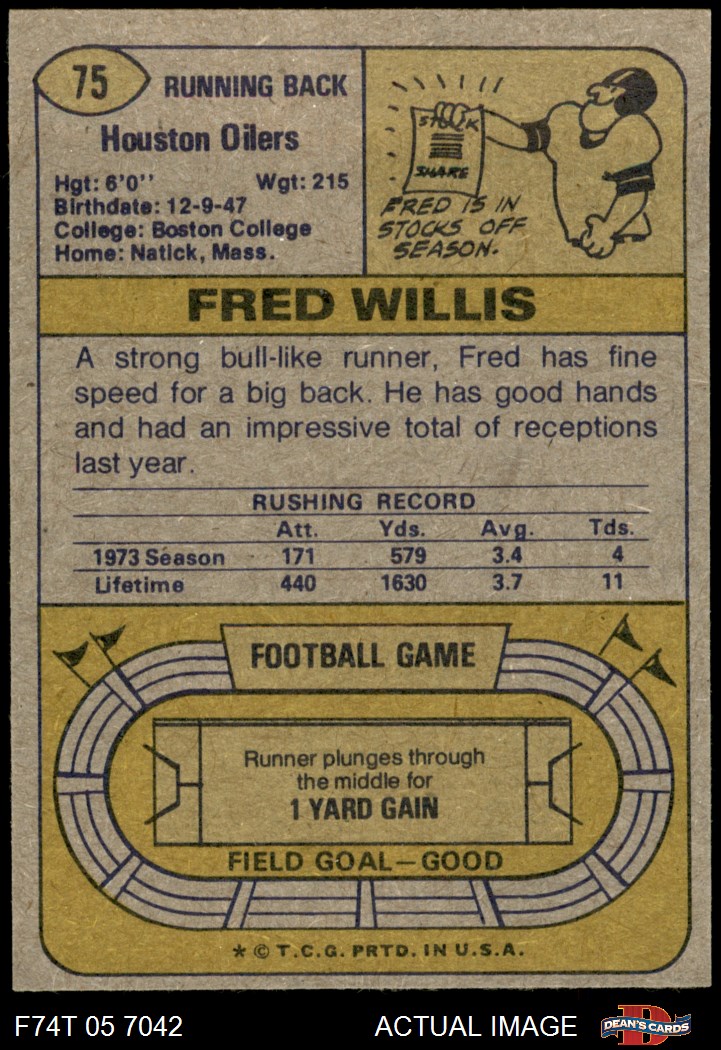 75
RUNNING BACK
Houston Oilers
Hgt: 6'0'' Wgt: 215
Birthdate: 12-9-47
College: Boston College
Home: Natick, Mass.
STOCK
SHARE
FRED IS IN
STOCKS OFF
SEASON.
FRED WILLIS
A strong bull-like runner, Fred has fine
speed for a big back. He has good hands
and had an impressive total of receptions
last year.
RUSHING RECORD
Att. Yds. Avg. Tds.
1973 Season 171 579 3.4 4
Lifetime 440 1630 3.7 11
FOOTBALL GAME
Runner plunges through
the middle for
1 YARD GAIN
FIELD GOAL—GOOD
* © T.C.G. PRTD. IN U.S.A.
F74T 05 7042 ACTUAL IMAGE
D
DEAN'S CARDS